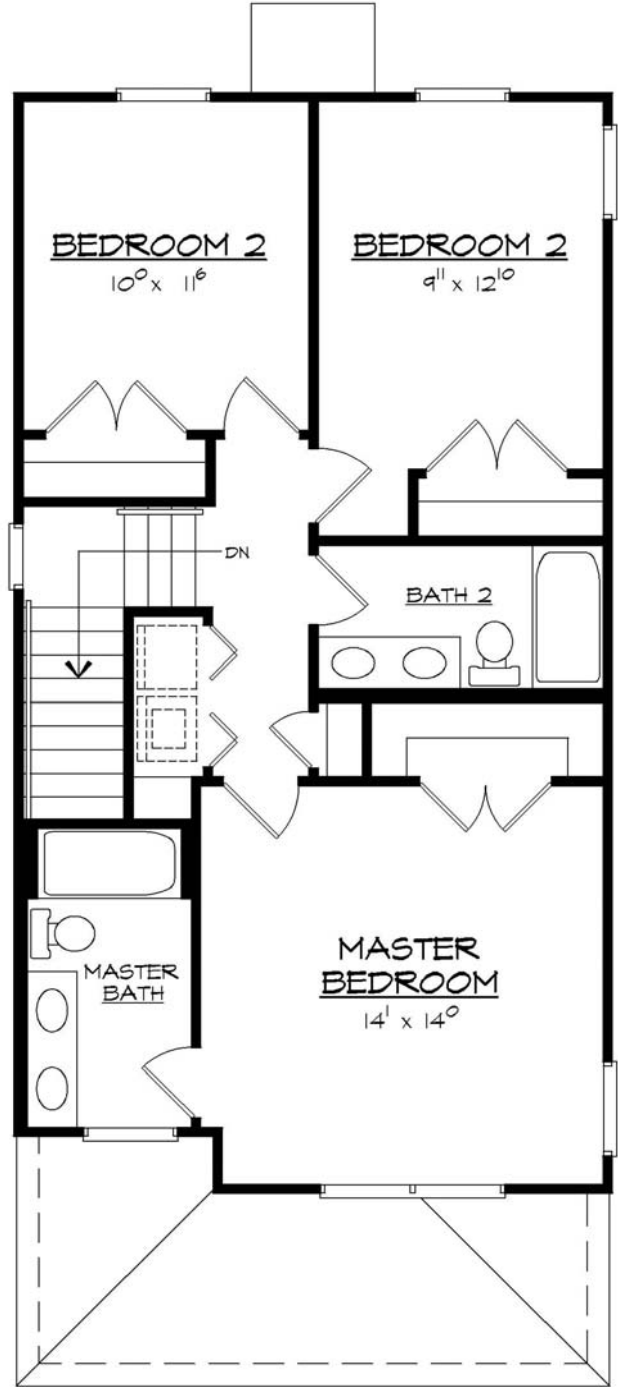 BEDROOM 2
10⁰ x 11⁶
BEDROOM 2
9¹¹ x 12¹⁰
DN
BATH 2
MASTER
BEDROOM
14¹ x 14⁰
MASTER
BATH